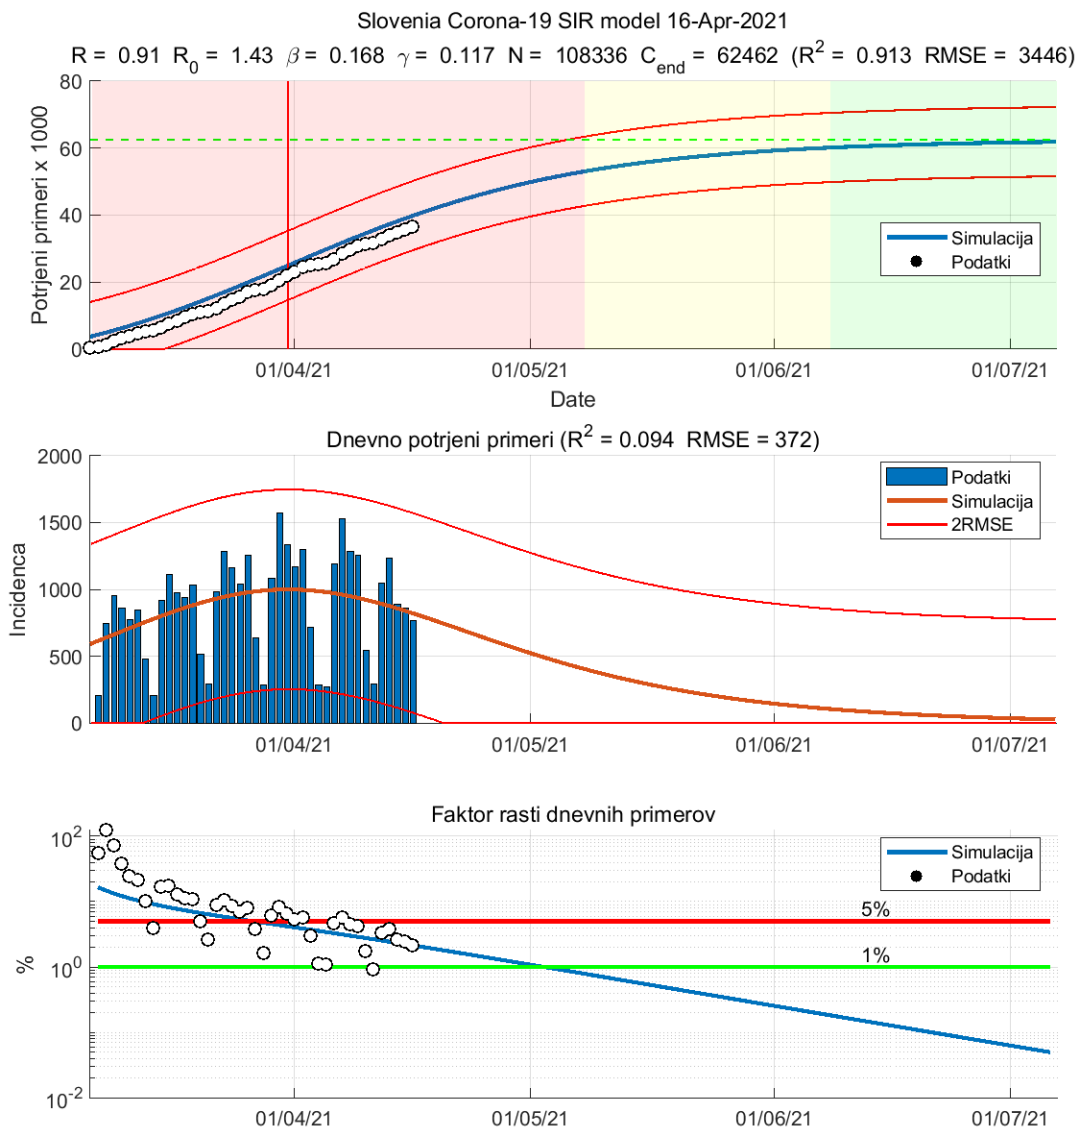 Slovenia Corona-19 SIR model 16-Apr-2021
R = 0.91 R0 = 1.43 β = 0.168 γ = 0.117 N = 108336 Cend = 62462 (R2 = 0.913 RMSE = 3446)
Potrjeni primeri x 1000
80
60
40
20
0
Simulacija
Podatki
01/04/21 01/05/21 01/06/21 01/07/21
Date
Dnevno potrjeni primeri (R2 = 0.094 RMSE = 372)
Incidenca
2000
1500
1000
500
0
Podatki
Simulacija
2RMSE
01/04/21 01/05/21 01/06/21 01/07/21
Faktor rasti dnevnih primerov
%
10^2
10^0
10^-2
Simulacija
Podatki
5%
1%
01/04/21 01/05/21 01/06/21 01/07/21